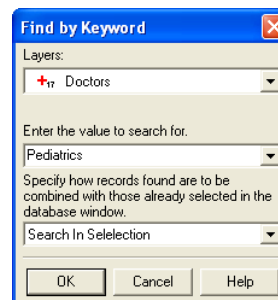 Find by Keyword
Layers:
+17 Doctors
Enter the value to search for.
Pediatrics
Specify how records found are to be
combined with those already selected in the
database window.
Search In Selelection
OK Cancel Help